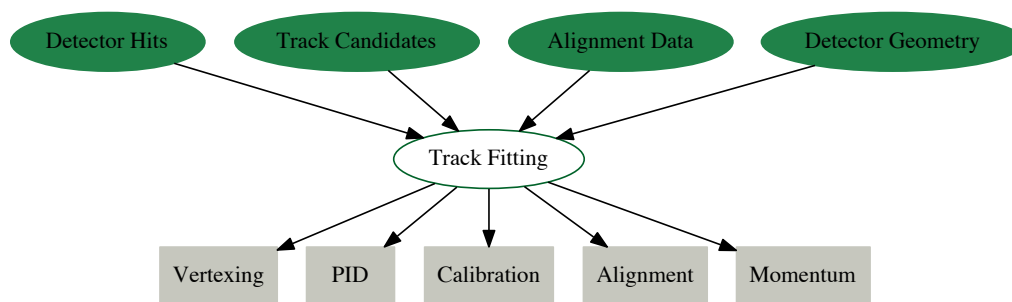 Detector Hits
Track Candidates
Alignment Data
Detector Geometry
Track Fitting
Vertexing
PID
Calibration
Alignment
Momentum